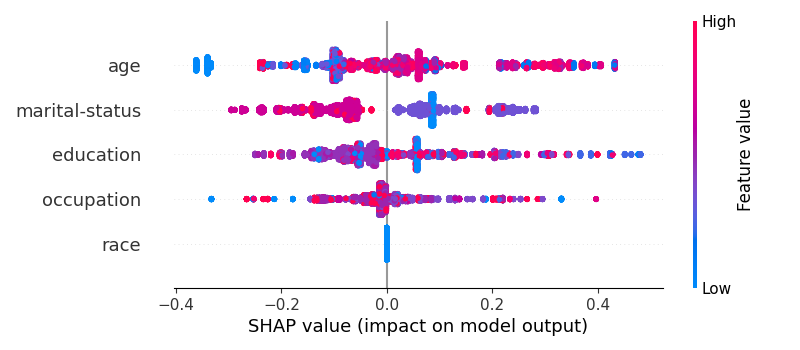 High
age
marital-status
education
occupation
race
Feature value
Low
−0.4 −0.2 0.0 0.2 0.4
SHAP value (impact on model output)